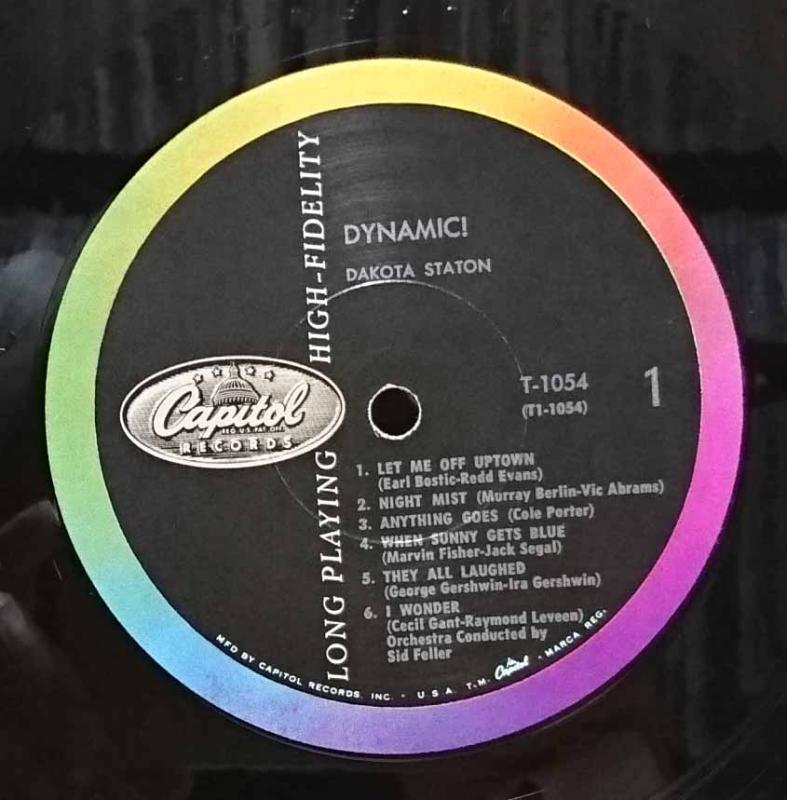 DYNAMIC!
DAKOTA STATON
LONG PLAYING HIGH-FIDELITY
Capitol
REG. U.S. PAT. OFF.
RECORDS
T-1054
(T1-1054)
1
1. LET ME OFF UPTOWN
(Earl Bostic-Redd Evans)
2. NIGHT MIST (Murray Berlin-Vic Abrams)
3. ANYTHING GOES (Cole Porter)
4. WHEN SUNNY GETS BLUE
(Marvin Fisher-Jack Segal)
5. THEY ALL LAUGHED
(George Gershwin-Ira Gershwin)
6. I WONDER
(Cecil Gant-Raymond Leveen)
Orchestra Conducted by
Sid Feller
MFD BY CAPITOL RECORDS, INC. • U.S.A. T.M. Capitol • MARCA REG.